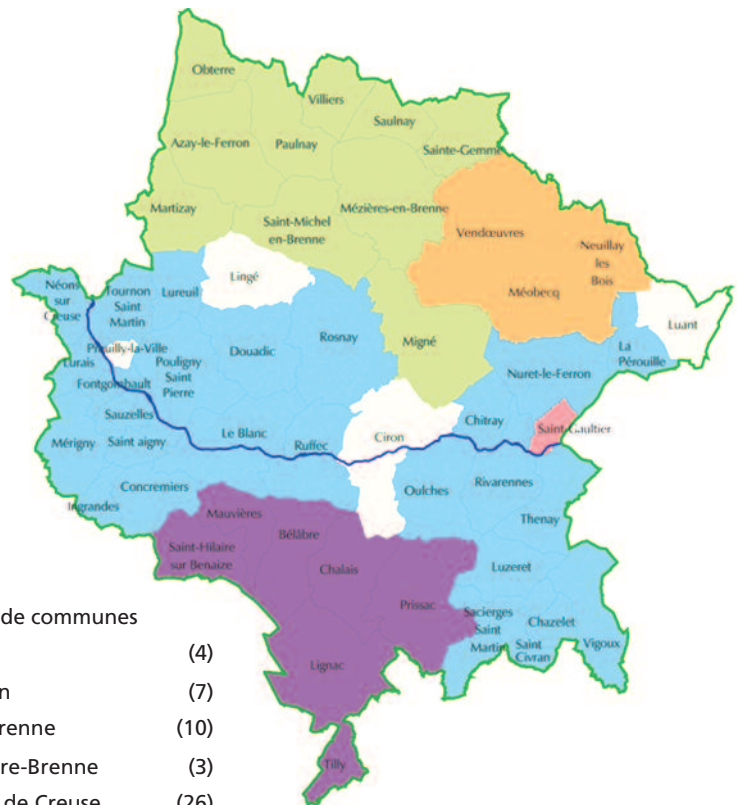 Obterre
Villiers
Saulnay
Azay-le-Ferron
Paulnay
Sainte-Gemme
Martizay
Mézières-en-Brenne
Saint-Michel
en-Brenne
Vendœuvres
Neuillay
les
Bois
Méobecq
Lingé
Néons
sur
Creuse
Tournon
Saint
Martin
Lureuil
Luant
Rosnay
Migné
La
Pérouille
Preuilly-la-Ville
Douadic
Lurais
Pouligny
Saint
Pierre
Nuret-le-Ferron
Fontgombault
Sauzelles
Chitray
Saint-Gaultier
Le Blanc
Ruffec
Ciron
Mérigny
Saint aigny
Concremiers
Oulches
Rivarennes
Ingrandes
Thenay
Mauvières
Bélâbre
Saint-Hilaire
sur Benaize
Chalais
Luzeret
Prissac
Sacierges
Saint
Martin
Chazelet
Saint
Civran
Vigoux
Lignac
Tilly
de communes
(4)
n (7)
renne (10)
re-Brenne (3)
de Creuse (26)